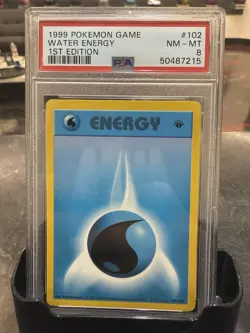 1999 POKEMON GAME #102
WATER ENERGY NM - MT
1ST EDITION 8
PSA 50487215
ENERGY